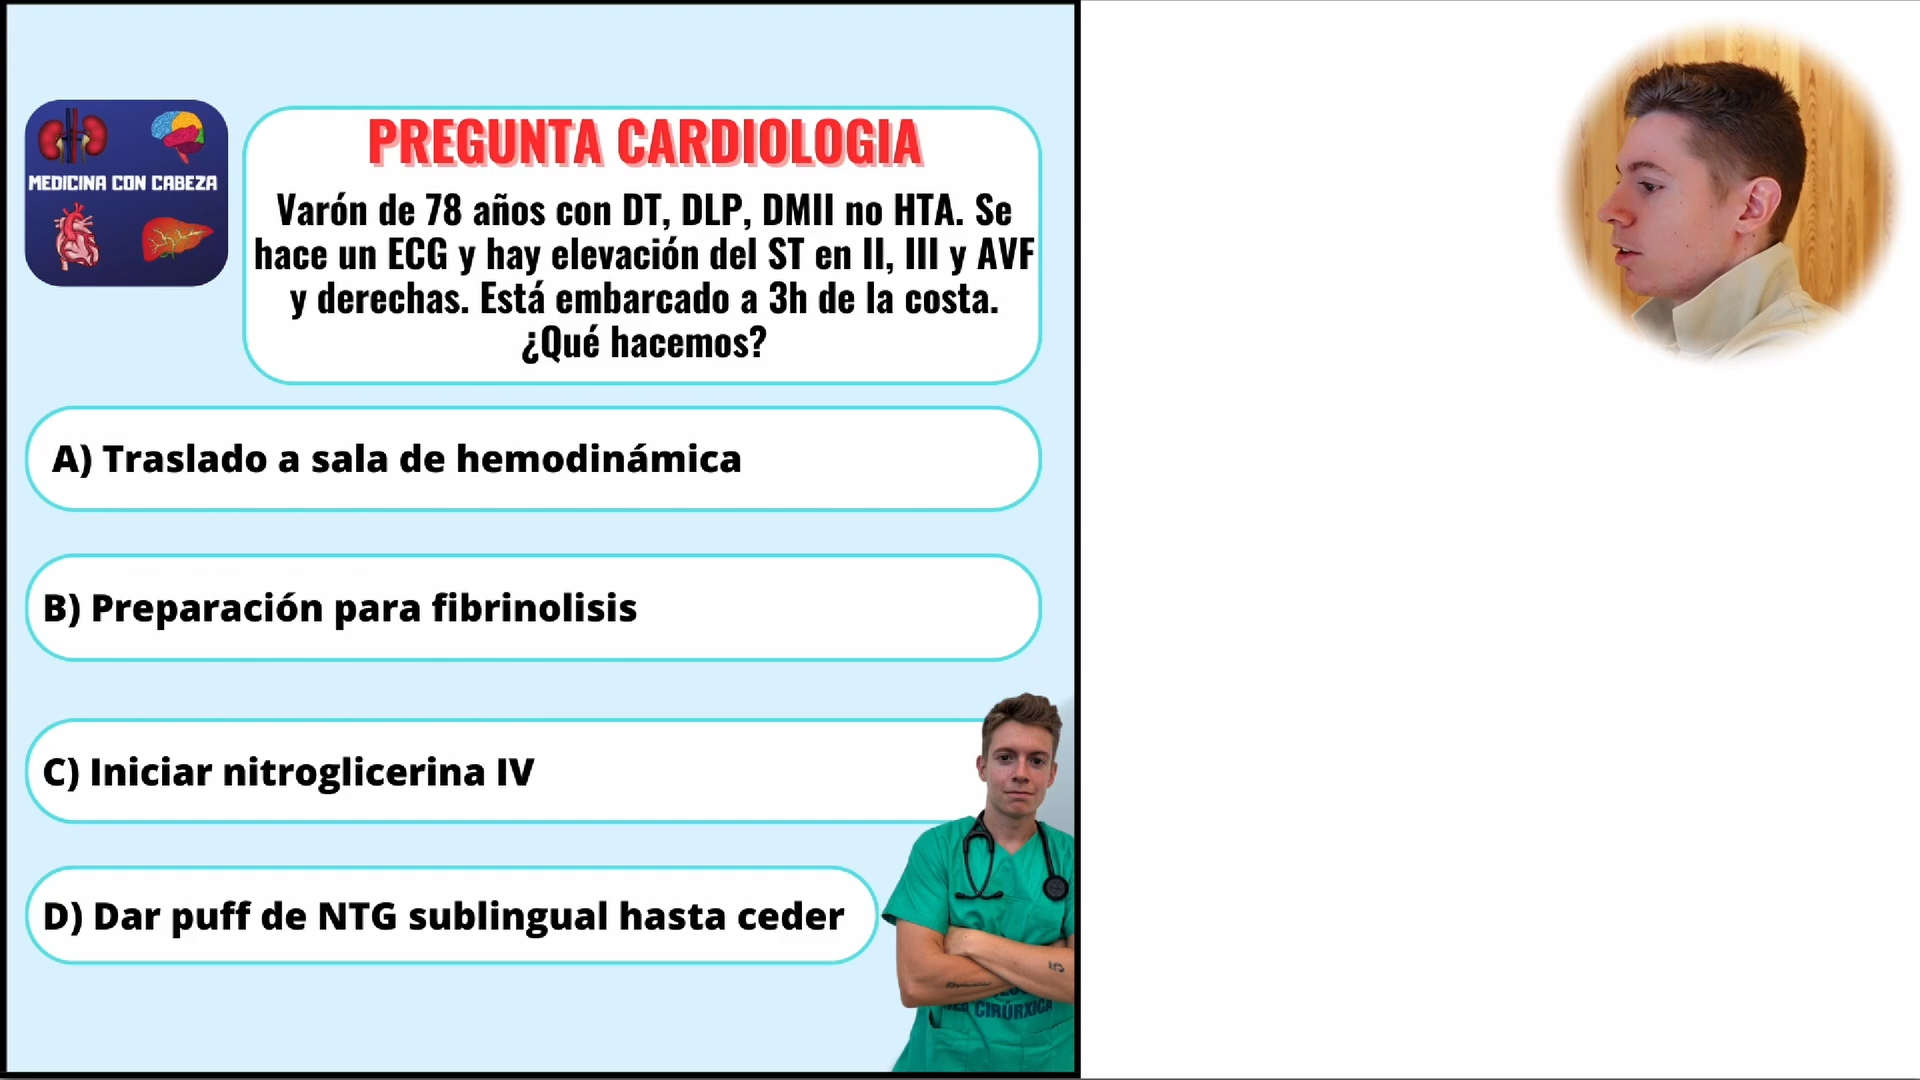 MEDICINA CON CABEZA
PREGUNTA CARDIOLOGIA
Varón de 78 años con DT, DLP, DMII no HTA. Se
hace un ECG y hay elevación del ST en II, III y AVF
y derechas. Está embarcado a 3h de la costa.
¿Qué hacemos?
A) Traslado a sala de hemodinámica
B) Preparación para fibrinolisis
C) Iniciar nitroglicerina IV
D) Dar puff de NTG sublingual hasta ceder
CIRÚRXICA